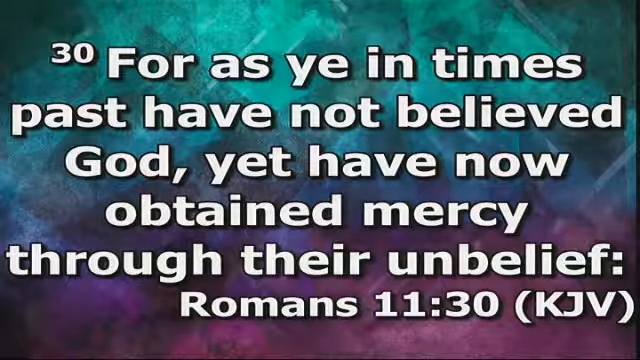 30 For as ye in times
past have not believed
God, yet have now
obtained mercy
through their unbelief:
Romans 11:30 (KJV)